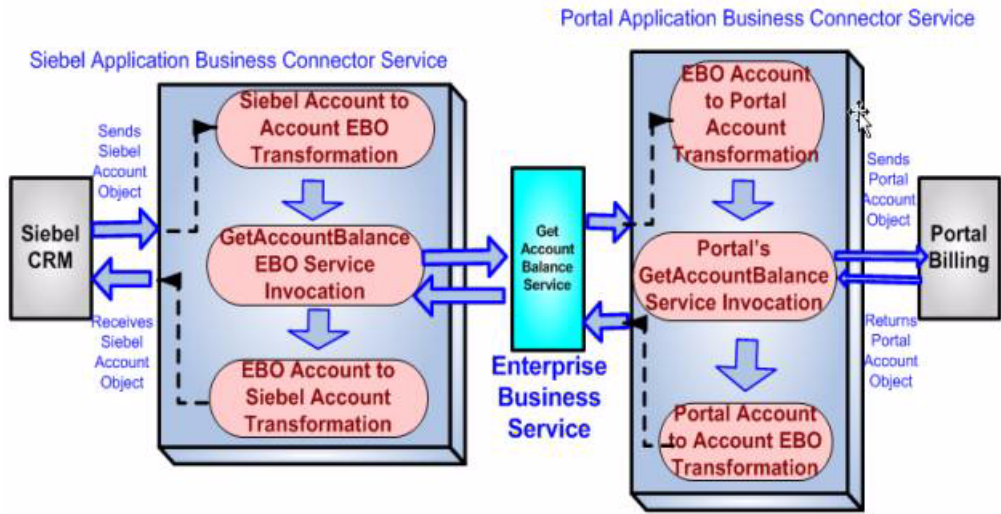 Portal Application Business Connector Service
Siebel Application Business Connector Service
Sends
Siebel
Account
Object
Siebel
CRM
Receives
Siebel
Account
Object
Siebel Account to
Account EBO
Transformation
GetAccountBalance
EBO Service
Invocation
EBO Account to
Siebel Account
Transformation
Get
Account
Balance
Service
Enterprise
Business
Service
EBO Account
to Portal
Account
Transformation
Portal's
GetAccountBalance
Service Invocation
Portal Account
to Account EBO
Transformation
Sends
Portal
Account
Object
Portal
Billing
Returns
Portal
Account
Object